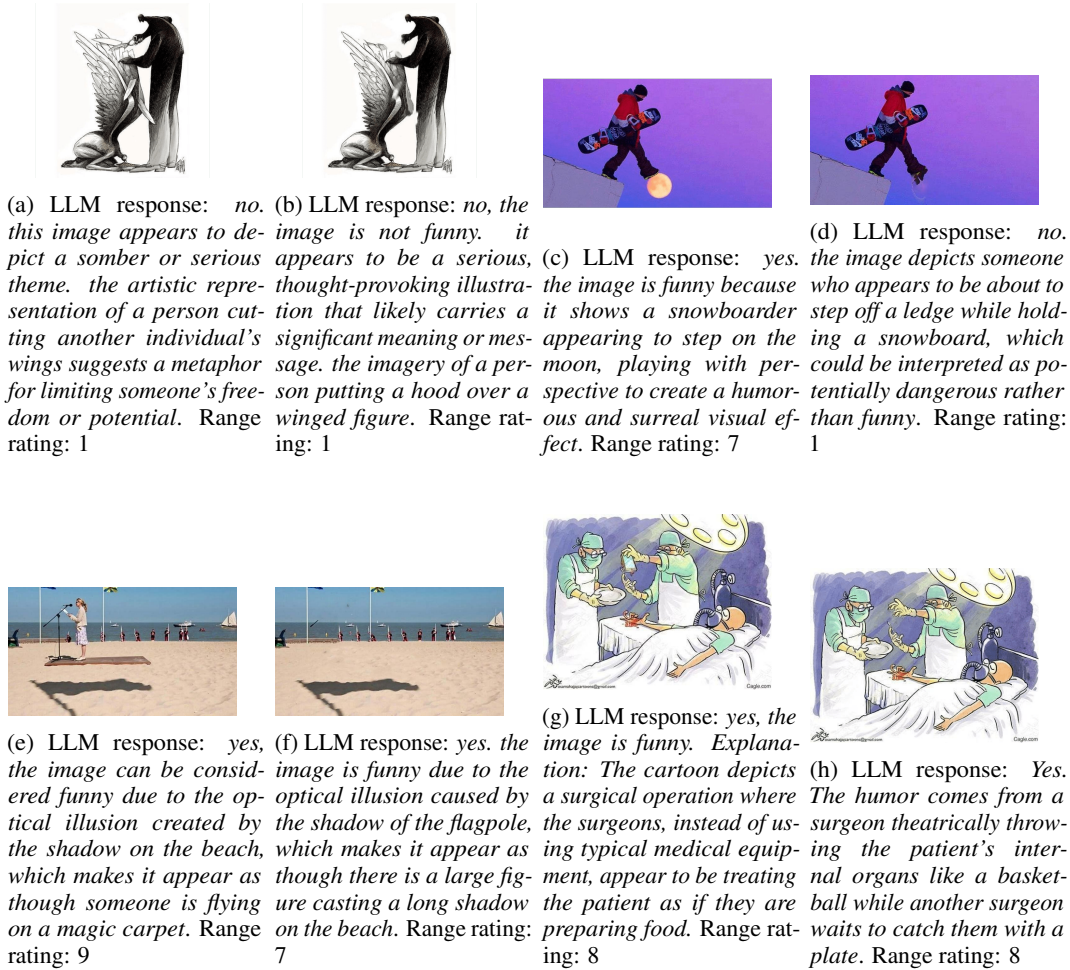 (a) LLM response: no.
this image appears to de-
pict a somber or serious
theme. the artistic repre-
sentation of a person cut-
ting another individual's
wings suggests a metaphor
for limiting someone's free-
dom or potential. Range
rating: 1
(b) LLM response: no, the
image is not funny. it
appears to be a serious,
thought-provoking illustra-
tion that likely carries a
significant meaning or mes-
sage. the imagery of a per-
son putting a hood over a
winged figure. Range rat-
ing: 1
(c) LLM response: yes.
the image is funny because
it shows a snowboarder
appearing to step on the
moon, playing with per-
spective to create a humor-
ous and surreal visual ef-
fect. Range rating: 7
(d) LLM response: no.
the image depicts someone
who appears to be about to
step off a ledge while hold-
ing a snowboard, which
could be interpreted as po-
tentially dangerous rather
than funny. Range rating:
1
(e) LLM response: yes,
the image can be consid-
ered funny due to the op-
tical illusion created by
the shadow on the beach,
which makes it appear as
though someone is flying
on a magic carpet. Range
rating: 9
(f) LLM response: yes. the
image is funny due to the
optical illusion caused by
the shadow of the flagpole,
which makes it appear as
though there is a large fig-
ure casting a long shadow
on the beach. Range rating:
7
Cagle.com
(g) LLM response: yes, the
image is funny. Explana-
tion: The cartoon depicts
a surgical operation where
the surgeons, instead of us-
ing typical medical equip-
ment, appear to be treating
the patient as if they are
preparing food. Range rat-
ing: 8
Cagle.com
(h) LLM response: Yes.
The humor comes from a
surgeon theatrically throw-
ing the patient's inter-
nal organs like a basket-
ball while another surgeon
waits to catch them with a
plate. Range rating: 8